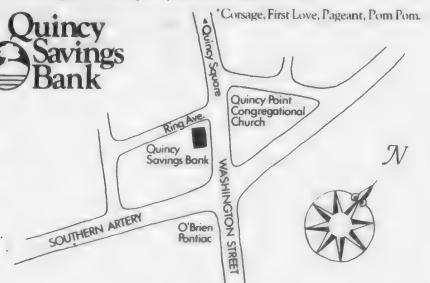 *Corsage, First Love, Pageant, Pom Pom.
Quincy
Savings
Bank
Quincy Square
Quincy Point
Congregational
Church
Ring Ave.
Quincy
Savings Bank
WASHINGTON STREET
N
SOUTHERN ARTERY
O'Brien
Pontiac